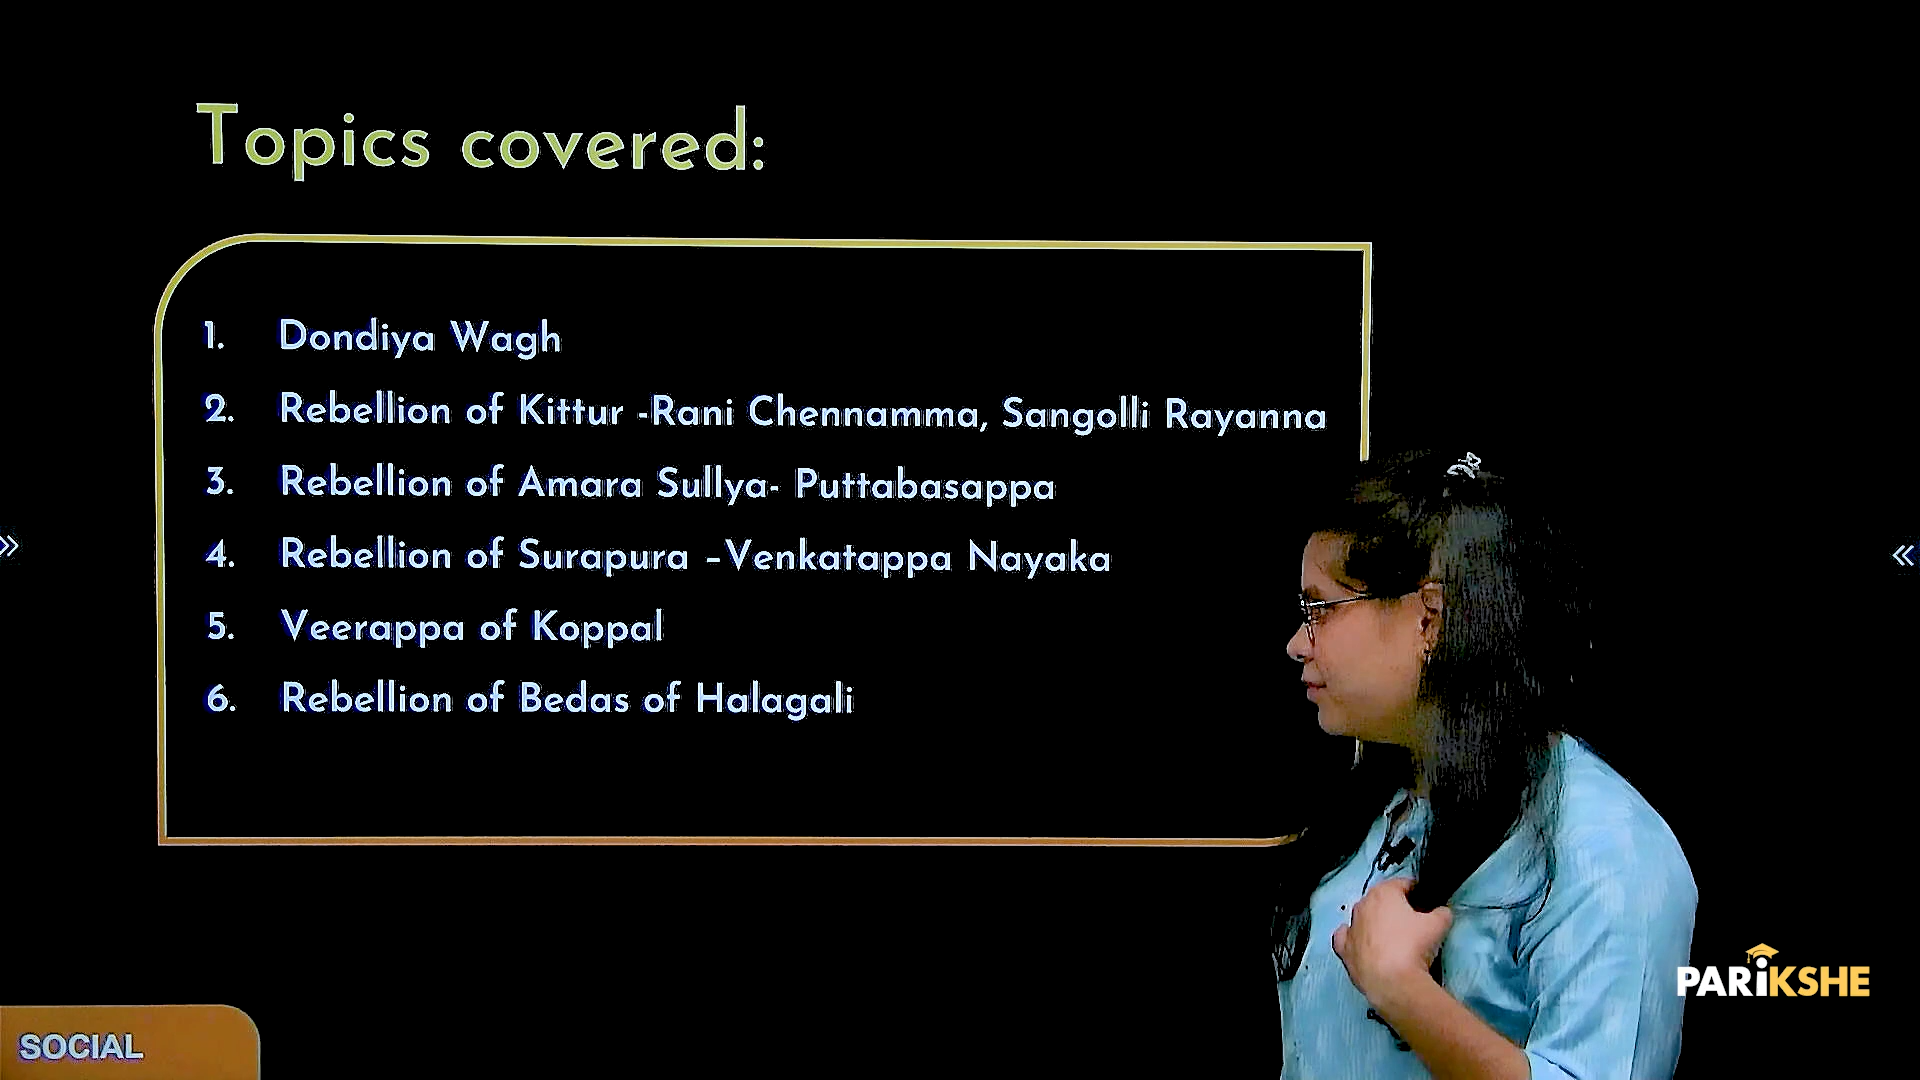 Topics covered:
1. Dondiya Wagh
2. Rebellion of Kittur -Rani Chennamma, Sangolli Rayanna
3. Rebellion of Amara Sullya- Puttabasappa
4. Rebellion of Surapura –Venkatappa Nayaka
5. Veerappa of Koppal
6. Rebellion of Bedas of Halagali
SOCIAL
PARIKSHE